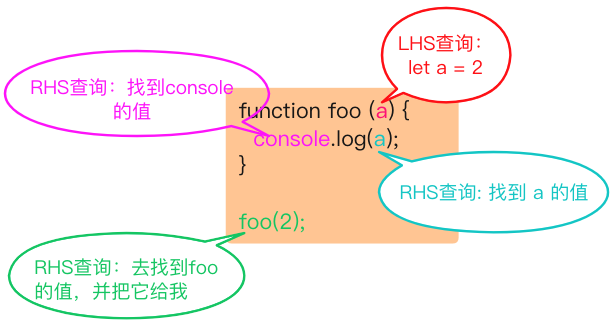 LHS查询：
let a = 2
RHS查询：找到console
的值
function foo (a) {
console.log(a);
}
RHS查询: 找到 a 的值
foo(2);
RHS查询：去找到foo
的值，并把它给我